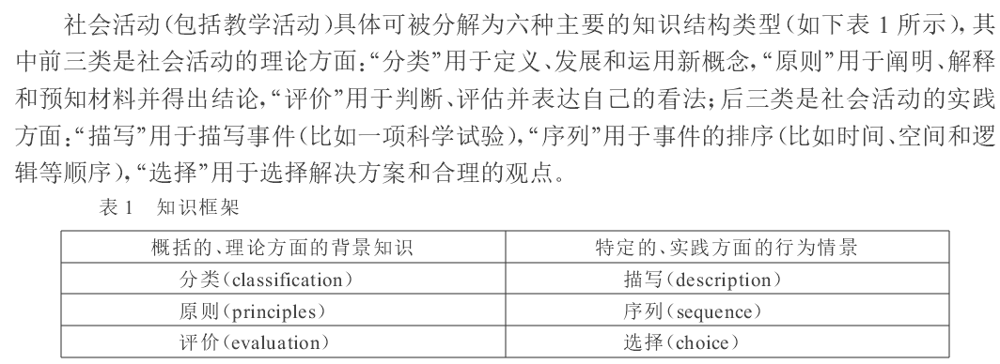 社会活动(包括教学活动)具体可被分解为六种主要的知识结构类型(如下表 1 所示),其
中前三类是社会活动的理论方面:“分类”用于定义、发展和运用新概念,“原则”用于阐明、解释
和预知材料并得出结论,“评价”用于判断、评估并表达自己的看法;后三类是社会活动的实践
方面:“描写”用于描写事件(比如一项科学试验),“序列”用于事件的排序(比如时间、空间和逻
辑等顺序),“选择”用于选择解决方案和合理的观点。
表 1 知识框架
概括的、理论方面的背景知识 特定的、实践方面的行为情景
分类(classification) 描写(description)
原则(principles) 序列(sequence)
评价(evaluation) 选择(choice)